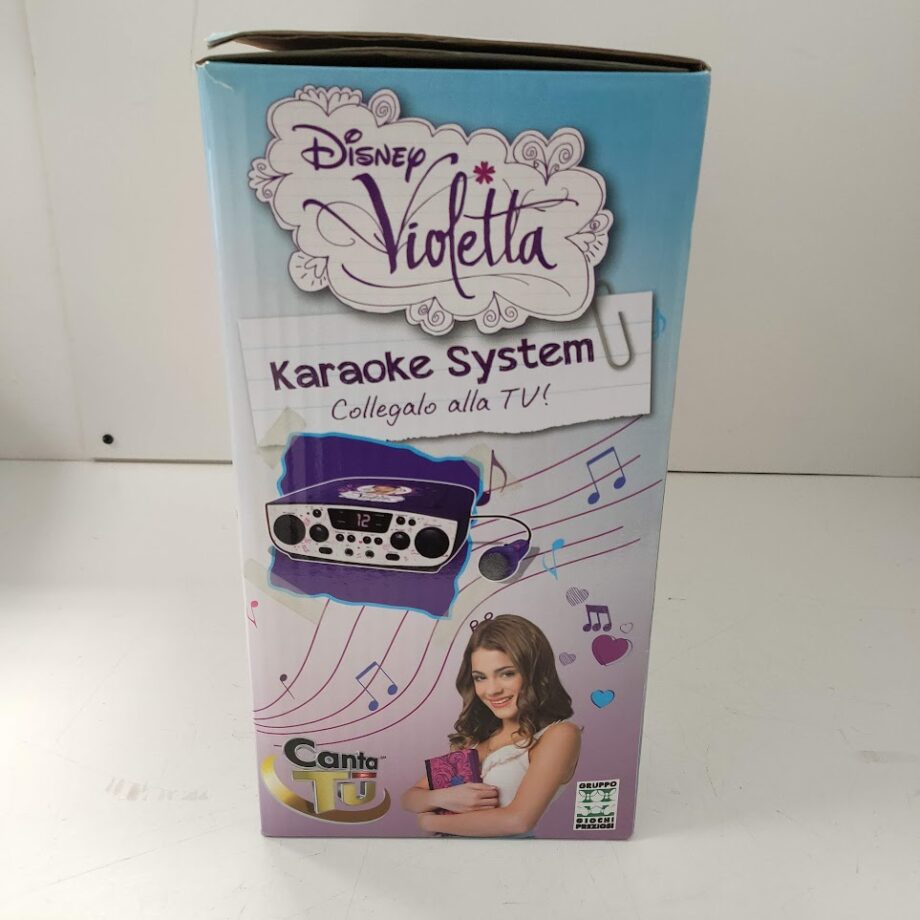 Disney
Violetta
Karaoke System
Collegalo alla TV!
12
Canta
Tu
GRUPPO
GIOCHI
PREZIOSI